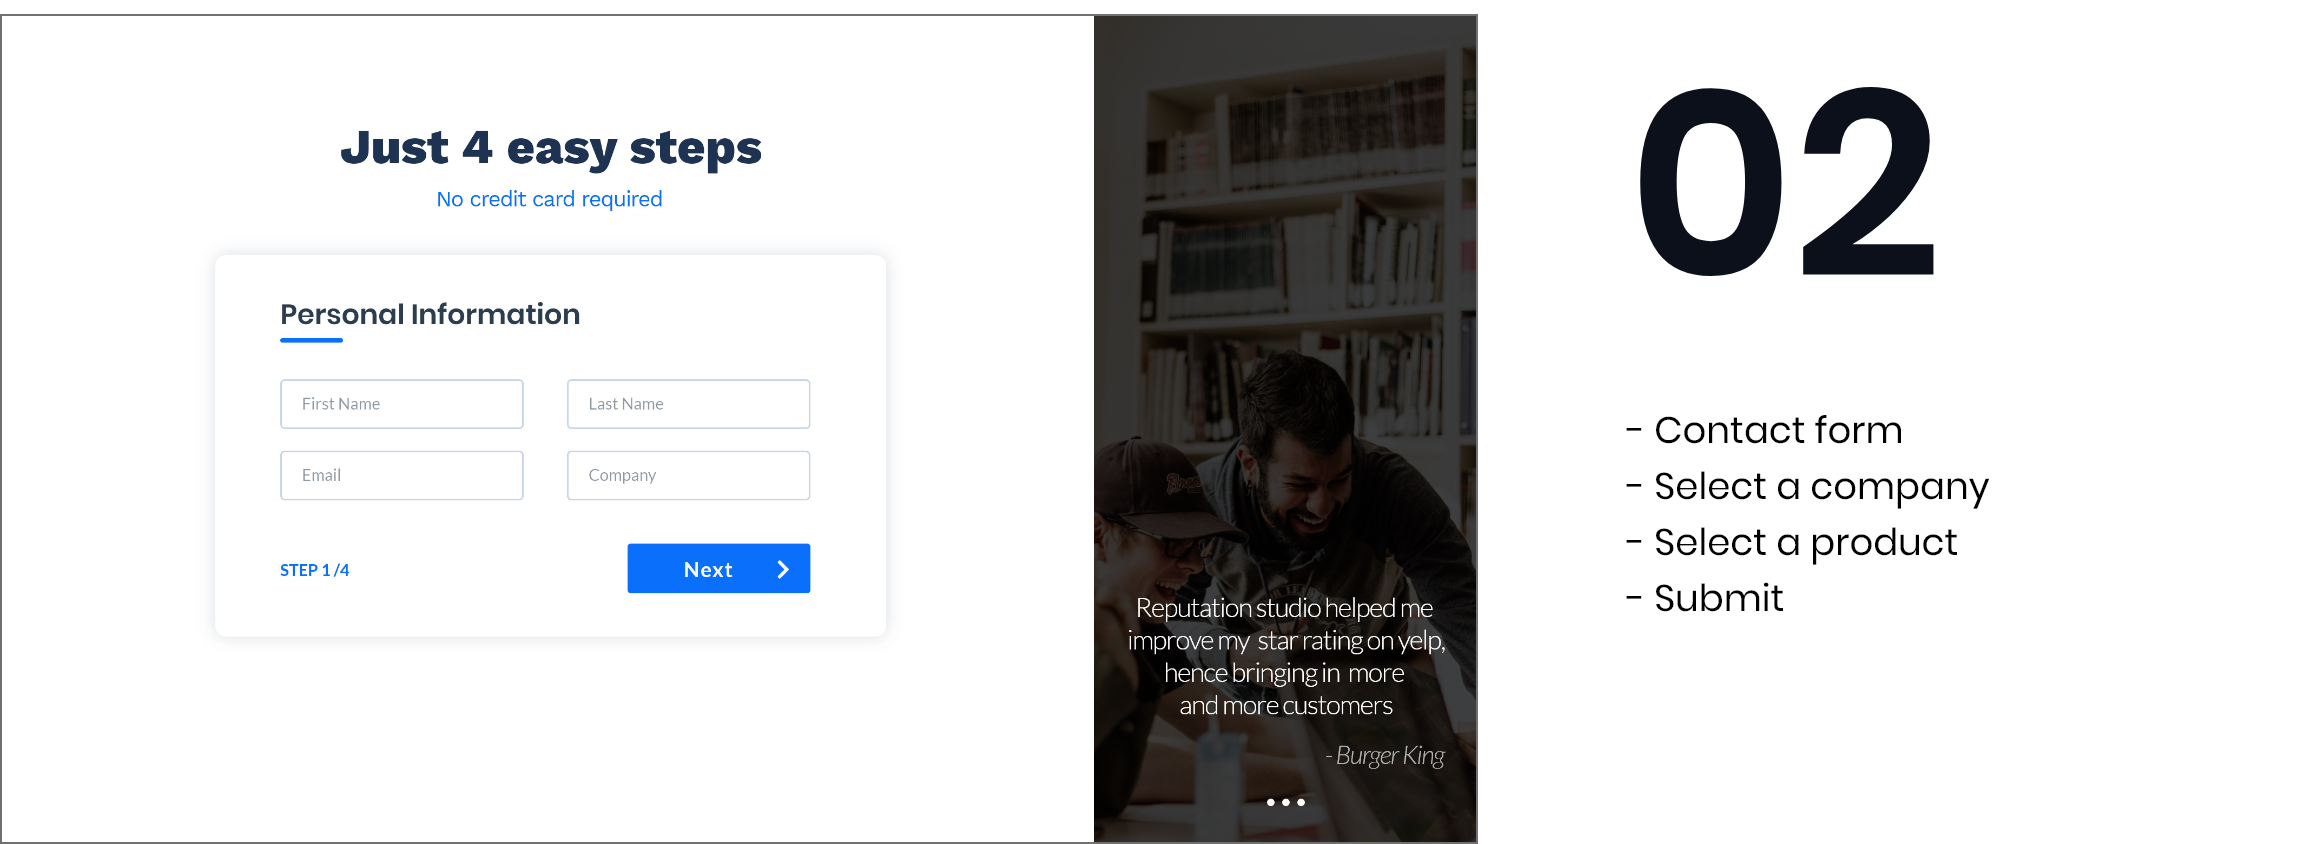 Just 4 easy steps
No credit card required
Personal Information
First Name
Last Name
Email
Company
STEP 1 /4
Next
Reputation studio helped me
improve my star rating on yelp,
hence bringing in more
and more customers
- Burger King
02
- Contact form
- Select a company
- Select a product
- Submit